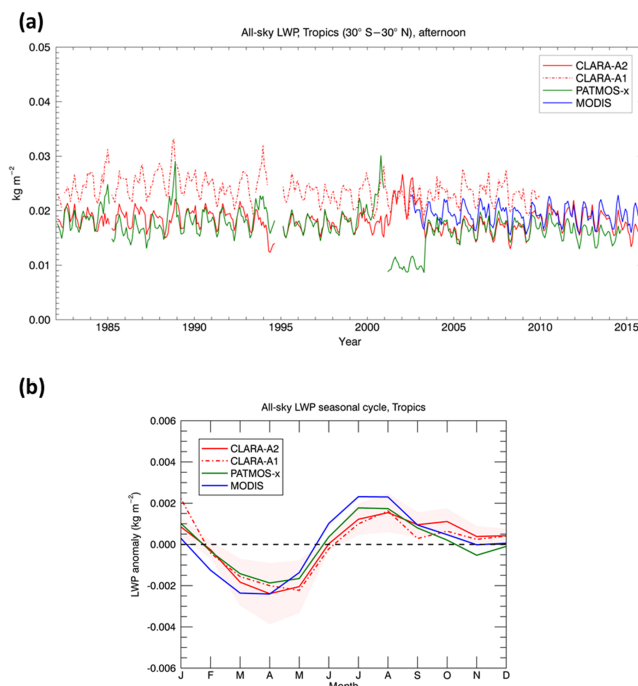 (a)
All-sky LWP, Tropics (30° S−30° N), afternoon
0.05
0.04
0.03
0.02
0.01
0.00
kg m⁻²
CLARA-A2
CLARA-A1
PATMOS-x
MODIS
1985 1990 1995 2000 2005 2010 2015
Year
(b)
All-sky LWP seasonal cycle, Tropics
0.006
0.004
0.002
0.000
-0.002
-0.004
-0.006
LWP anomaly (kg m⁻²)
CLARA-A2
CLARA-A1
PATMOS-x
MODIS
J F M A M J J A S O N D
Month